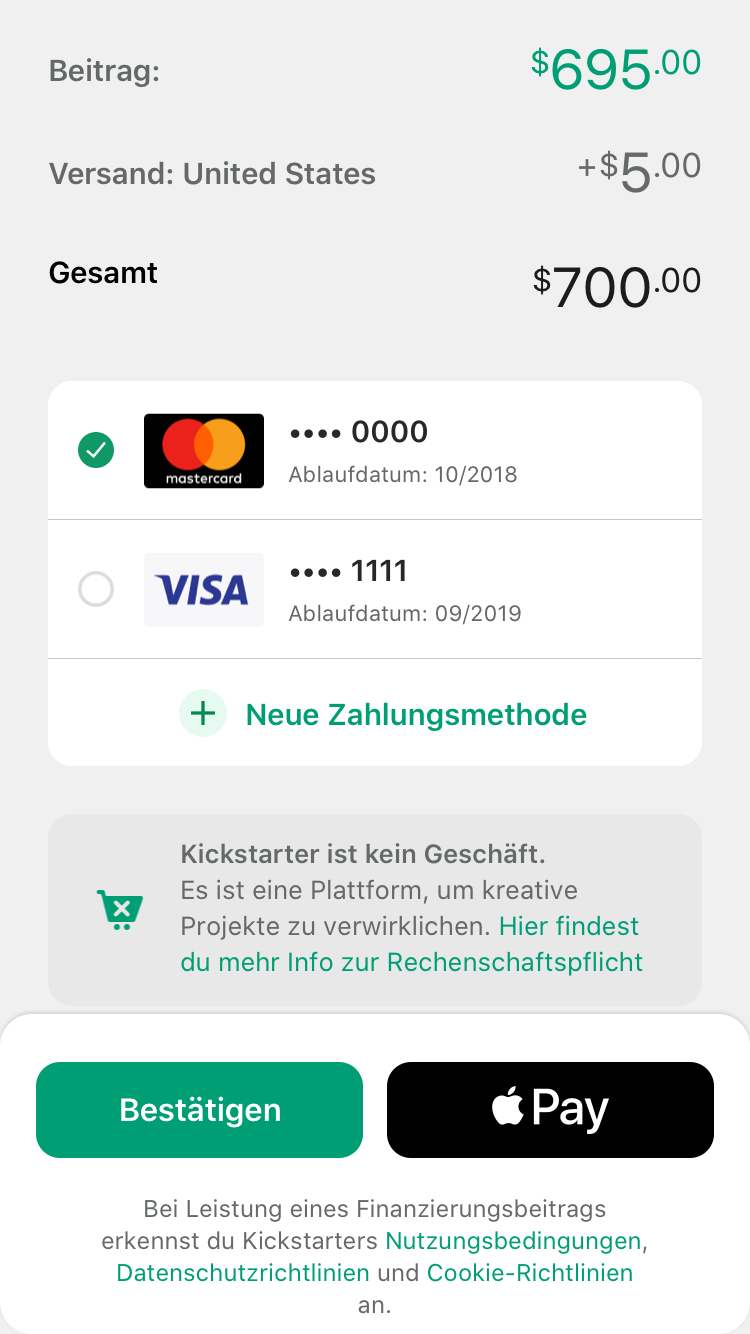 Beitrag: $695.00
Versand: United States +$5.00
Gesamt $700.00
•••• 0000
mastercard
Ablaufdatum: 10/2018
VISA
•••• 1111
Ablaufdatum: 09/2019
+ Neue Zahlungsmethode
Kickstarter ist kein Geschäft.
Es ist eine Plattform, um kreative
Projekte zu verwirklichen. Hier findest
du mehr Info zur Rechenschaftspflicht
Bestätigen
Pay
Bei Leistung eines Finanzierungsbeitrags
erkennst du Kickstarters Nutzungsbedingungen,
Datenschutzrichtlinien und Cookie-Richtlinien
an.